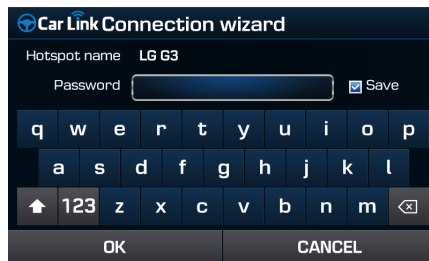 Car Link Connection wizard
Hotspot name LG G3
Password Save
q w e r t y u i o p
a s d f g h j k l
123 z x c v b n m
OK CANCEL